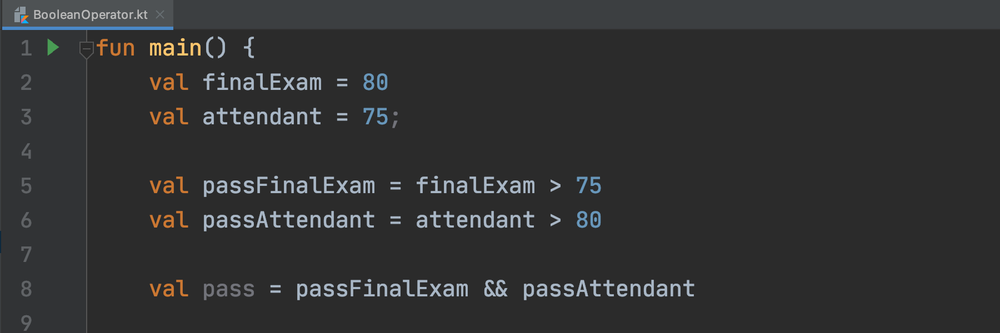 BooleanOperator.kt
1 fun main() {
2 val finalExam = 80
3 val attendant = 75;
4
5 val passFinalExam = finalExam > 75
6 val passAttendant = attendant > 80
7
8 val pass = passFinalExam && passAttendant
9